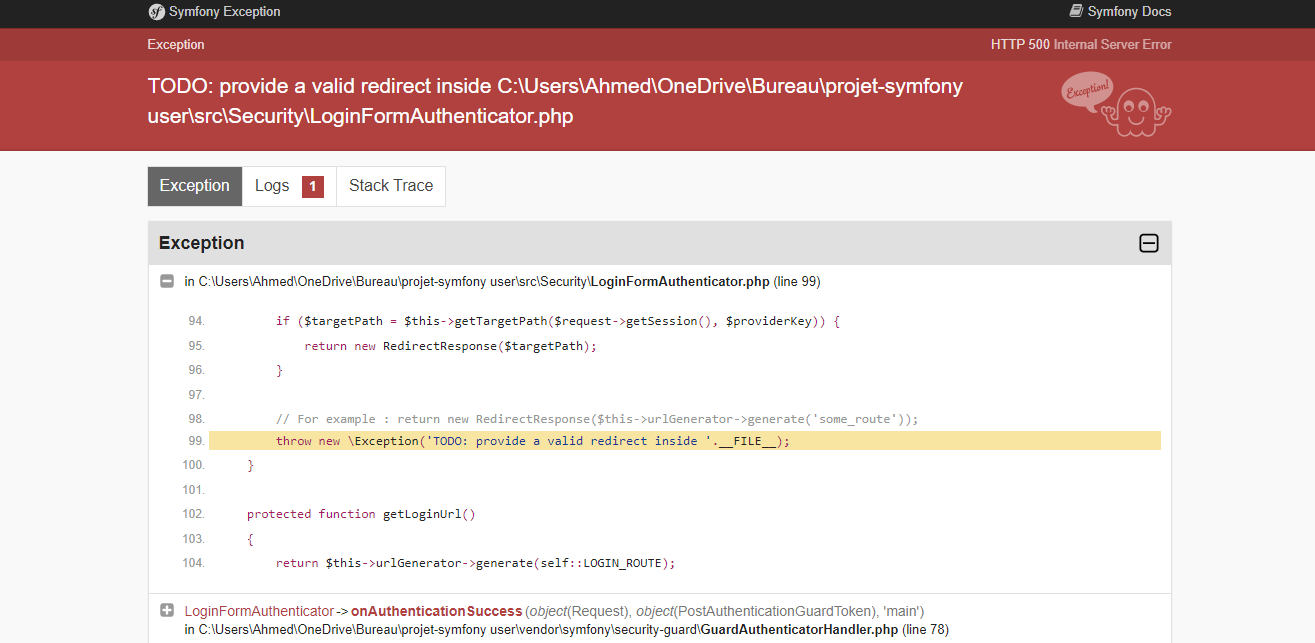 Symfony Exception
Symfony Docs
Exception
HTTP 500 Internal Server Error
TODO: provide a valid redirect inside C:\Users\Ahmed\OneDrive\Bureau\projet-symfony
user\src\Security\LoginFormAuthenticator.php
Exception!
Exception
Logs 1
Stack Trace
Exception
in C:\Users\Ahmed\OneDrive\Bureau\projet-symfony user\src\Security\LoginFormAuthenticator.php (line 99)
94. if ($targetPath = $this->getTargetPath($request->getSession(), $providerKey)) {
95. return new RedirectResponse($targetPath);
96. }
97.
98. // For example : return new RedirectResponse($this->urlGenerator->generate('some_route'));
99. throw new \Exception('TODO: provide a valid redirect inside '.__FILE__);
100. }
101.
102. protected function getLoginUrl()
103. {
104. return $this->urlGenerator->generate(self::LOGIN_ROUTE);
LoginFormAuthenticator->onAuthenticationSuccess(object(Request), object(PostAuthenticationGuardToken), 'main')
in C:\Users\Ahmed\OneDrive\Bureau\projet-symfony user\vendor\symfony\security-guard\GuardAuthenticatorHandler.php (line 78)